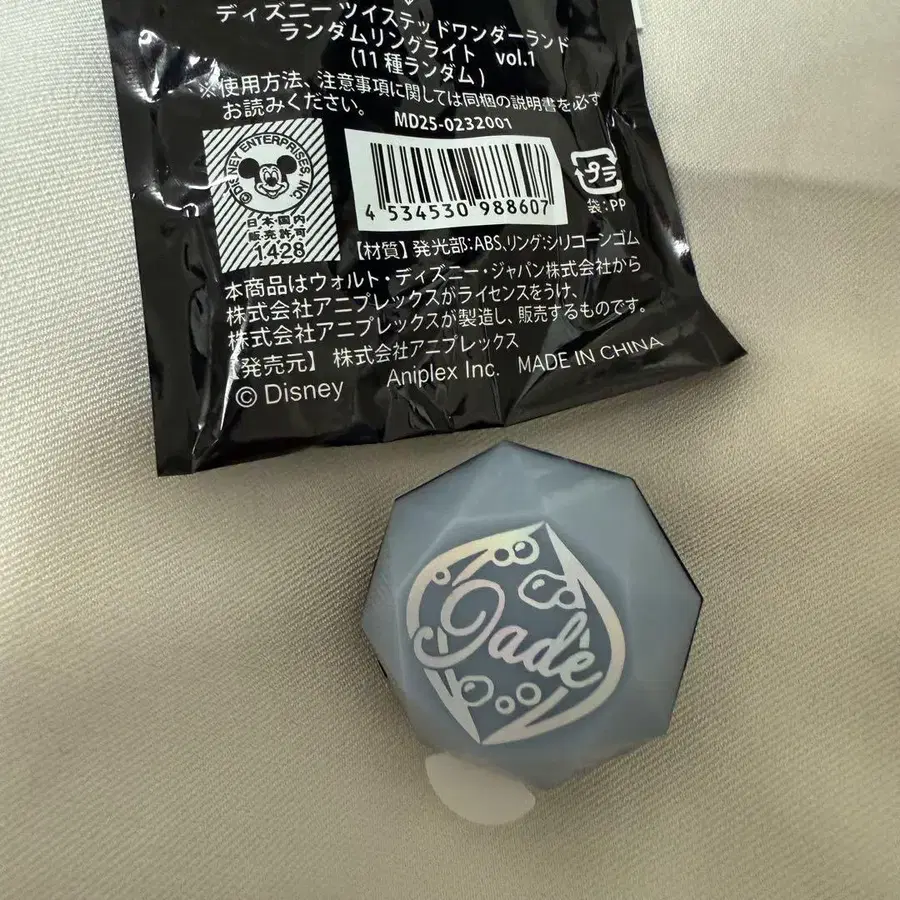 ディズニー ツイステッドワンダーランド
ランダムリングライト vol.1
(11種ランダム)
※使用方法、注意事項に関しては同梱の説明書を必ず
お読みください。
MD25-0232001
©DISNEY ENTERPRISES, INC.
日本国内
販売許可
1428
4 534530 988607
プラ
袋:PP
【材質】発光部:ABS、リング:シリコーンゴム
本商品はウォルト・ディズニー・ジャパン株式会社から
株式会社アニプレックスがライセンスをうけ、
株式会社アニプレックスが製造し、販売するものです。
【発売元】 株式会社アニプレックス
© Disney Aniplex Inc. MADE IN CHINA
Jade